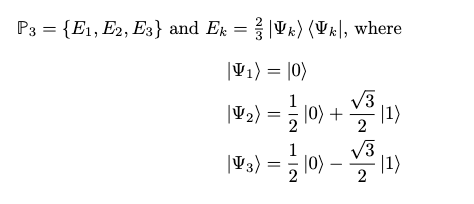 ℙ₃ = {E₁, E₂, E₃} and Eₖ = 2/3 |Ψₖ⟩ ⟨Ψₖ|, where
|Ψ₁⟩ = |0⟩
|Ψ₂⟩ = 1/2 |0⟩ + √3/2 |1⟩
|Ψ₃⟩ = 1/2 |0⟩ − √3/2 |1⟩